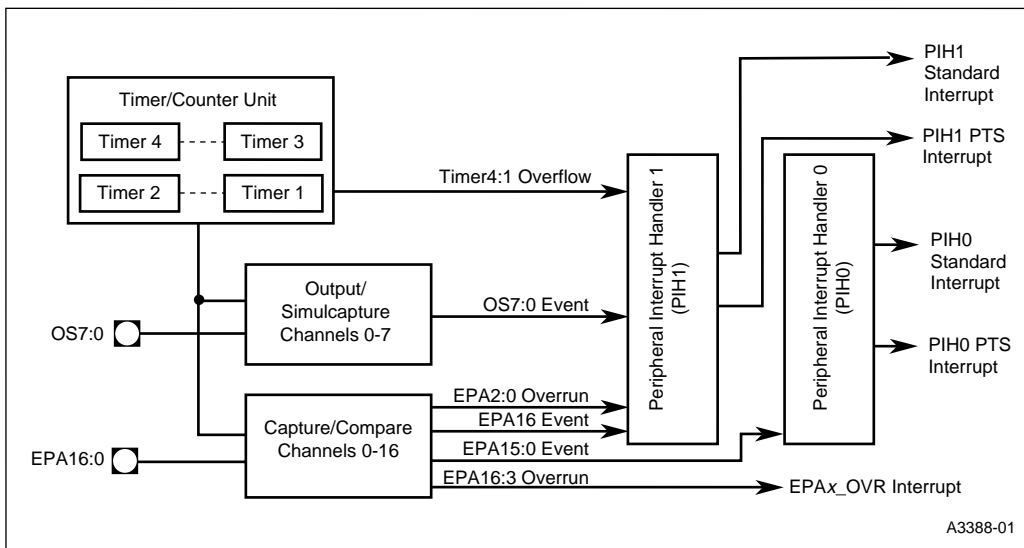 Timer/Counter Unit
Timer 4
Timer 3
Timer 2
Timer 1
Timer4:1 Overflow
Output/
Simulcapture
Channels 0-7
OS7:0
OS7:0 Event
Capture/Compare
Channels 0-16
EPA16:0
EPA2:0 Overrun
EPA16 Event
EPA15:0 Event
EPA16:3 Overrun
Peripheral Interrupt Handler 1
(PIH1)
Peripheral Interrupt Handler 0
(PIH0)
PIH1
Standard
Interrupt
PIH1 PTS
Interrupt
PIH0
Standard
Interrupt
PIH0 PTS
Interrupt
EPAx_OVR Interrupt
A3388-01